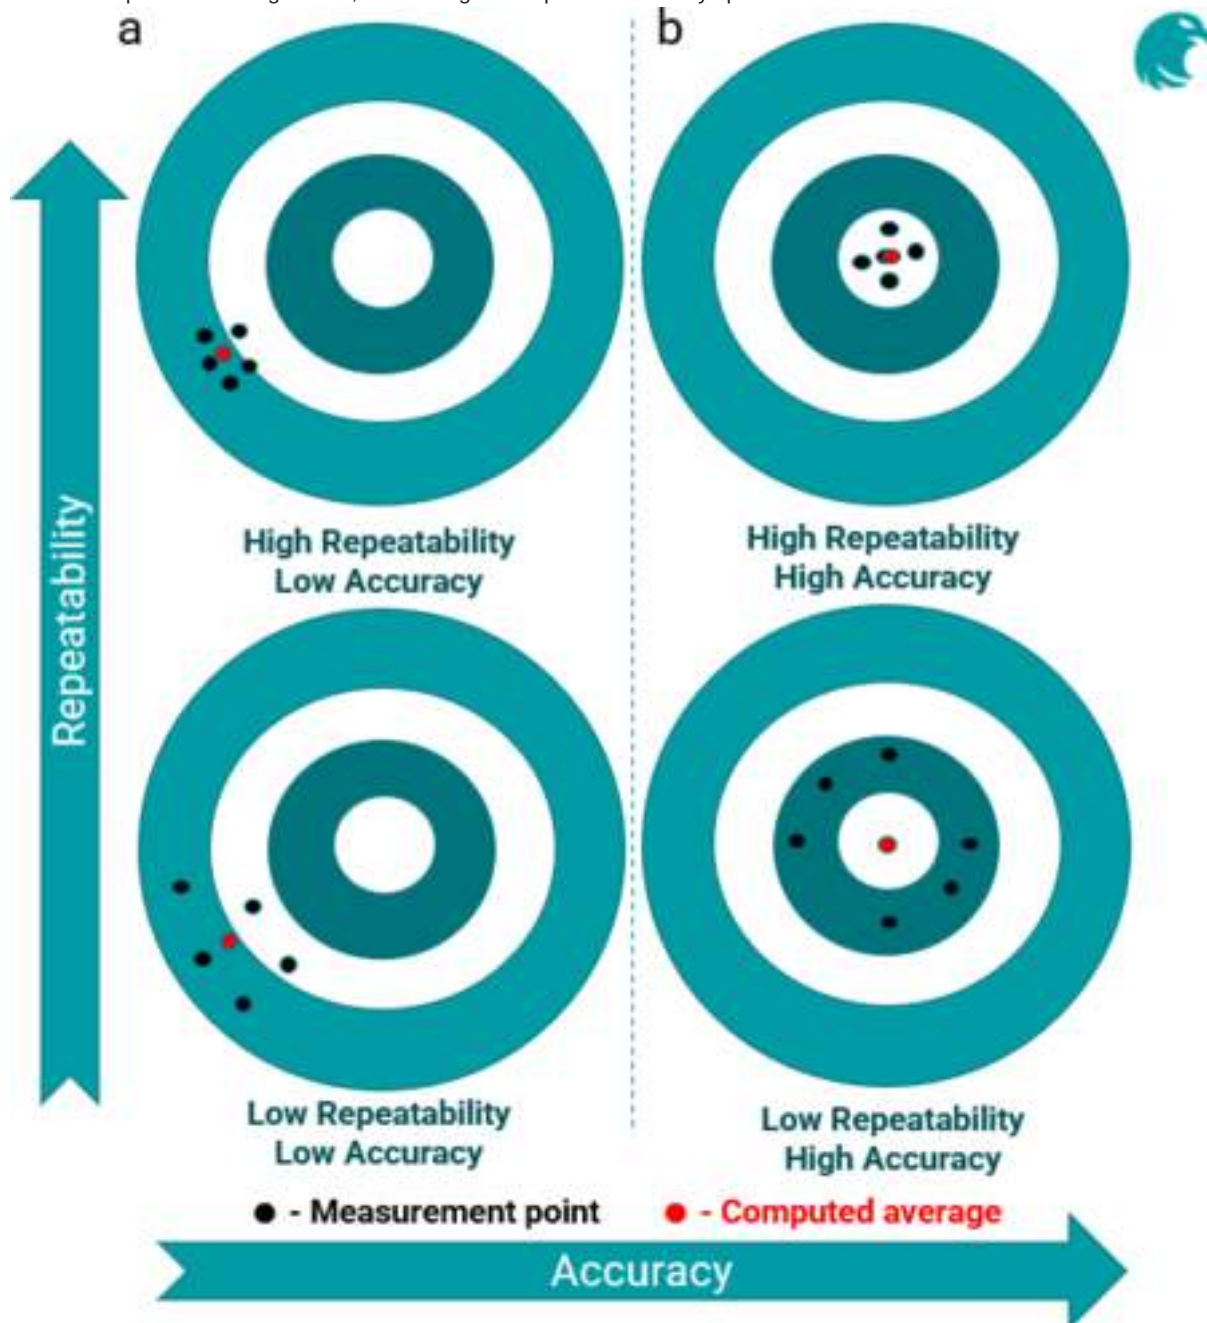 a
b
High Repeatability
Low Accuracy
High Repeatability
High Accuracy
Repeatability
Low Repeatability
Low Accuracy
Low Repeatability
High Accuracy
- Measurement point
- Computed average
Accuracy